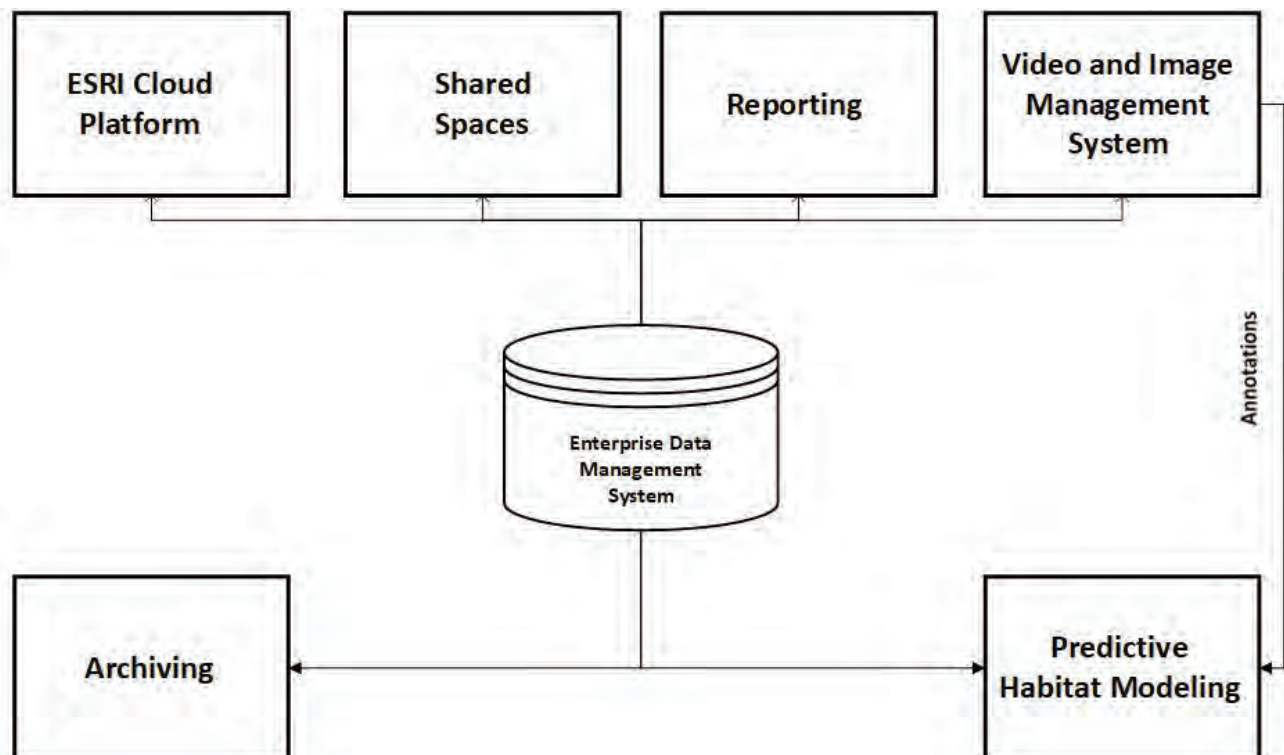 ESRI Cloud
Platform
Shared
Spaces
Reporting
Video and Image
Management
System
Annotations
Enterprise Data
Management
System
Archiving
Predictive
Habitat Modeling